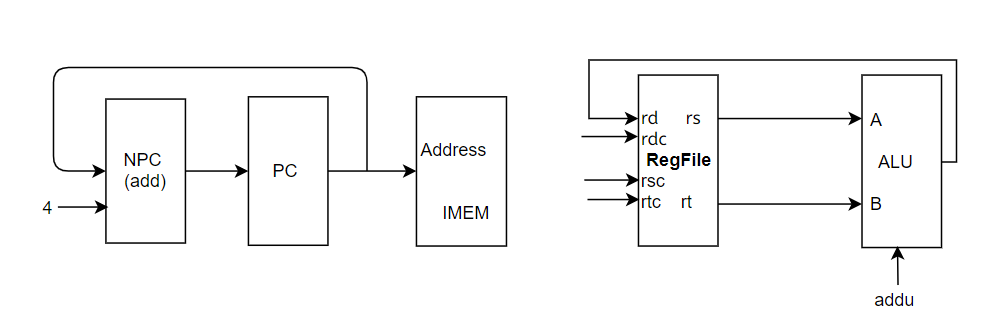 NPC
(add)
4
PC
Address
IMEM
rd
rs
rdc
RegFile
rsc
rtc
rt
A
ALU
B
addu